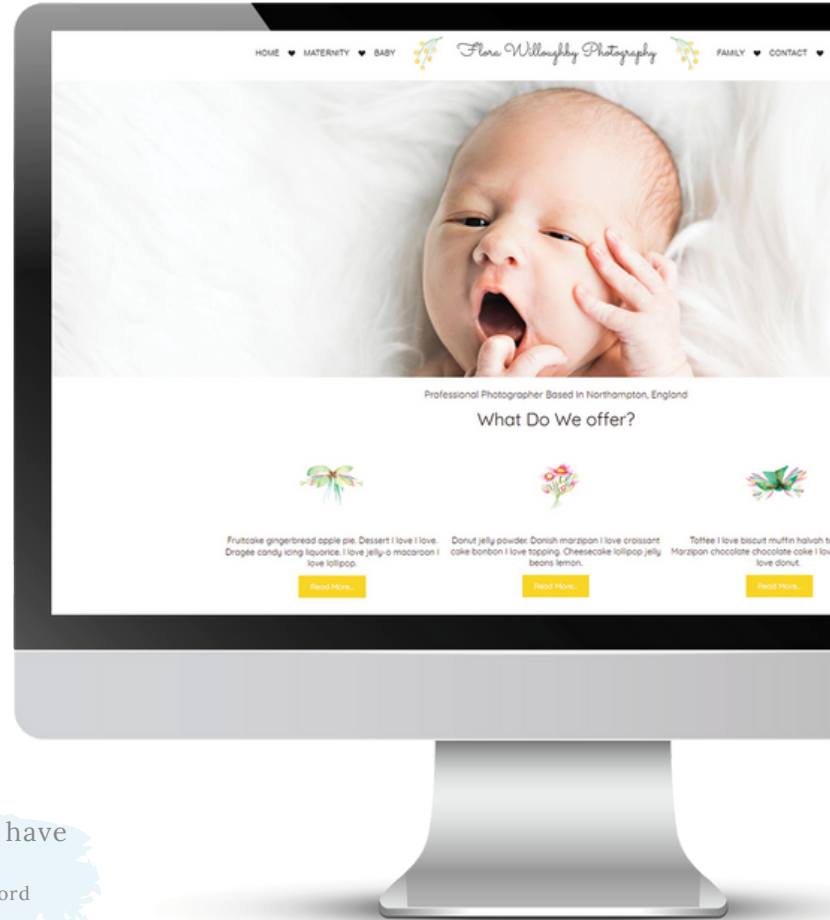 HOME MATERNITY BABY Flora Willoughby Photography FAMILY CONTACT
Professional Photographer Based In Northampton, England
What Do We offer?
Fruitcake gingerbread apple pie. Dessert I love I love.
Dragée candy icing liquorice. I love jelly-o macaroon I
love lollipop.
Read More..
Donut jelly powder. Danish marzipan I love croissant
cake bonbon I love topping. Cheesecake lollipop jelly
beans lemon.
Read More..
Toffee I love biscuit muffin halvah
Marzipan chocolate chocolate cake I
love donut.
Read More..
have